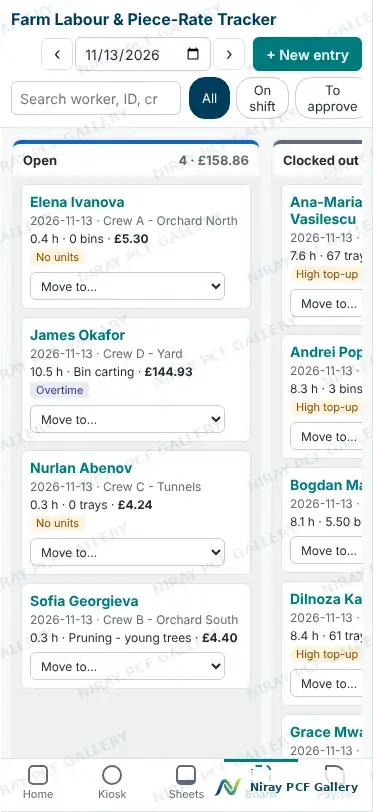 Farm Labour & Piece-Rate Tracker
‹ 11/13/2026 › + New entry
Search worker, ID, cr All On shift To approve
Open 4 · £158.86
Elena Ivanova
2026-11-13 · Crew A - Orchard North
0.4 h · 0 bins · £5.30
No units
Move to...
James Okafor
2026-11-13 · Crew D - Yard
10.5 h · Bin carting · £144.93
Overtime
Move to...
Nurlan Abenov
2026-11-13 · Crew C - Tunnels
0.3 h · 0 trays · £4.24
No units
Move to...
Sofia Georgieva
2026-11-13 · Crew B - Orchard South
0.3 h · Pruning - young trees · £4.40
Move to...
Clocked out
Ana-Maria
Vasilescu
2026-11-13 ·
7.6 h · 67 tray
High top-up
Move to...
Andrei Pop
2026-11-13 ·
8.3 h · 3 bins
High top-up
Move to...
Bogdan Ma
2026-11-13 ·
8.1 h · 5.50 b
Move to...
Dilnoza Ka
2026-11-13 ·
8.4 h · 61 tray
High top-up
Move to...
Grace Mwa
2026-11-13 ·
Home Kiosk Sheets Board
Niray PCF Gallery
NIRAY PCF GALLERY